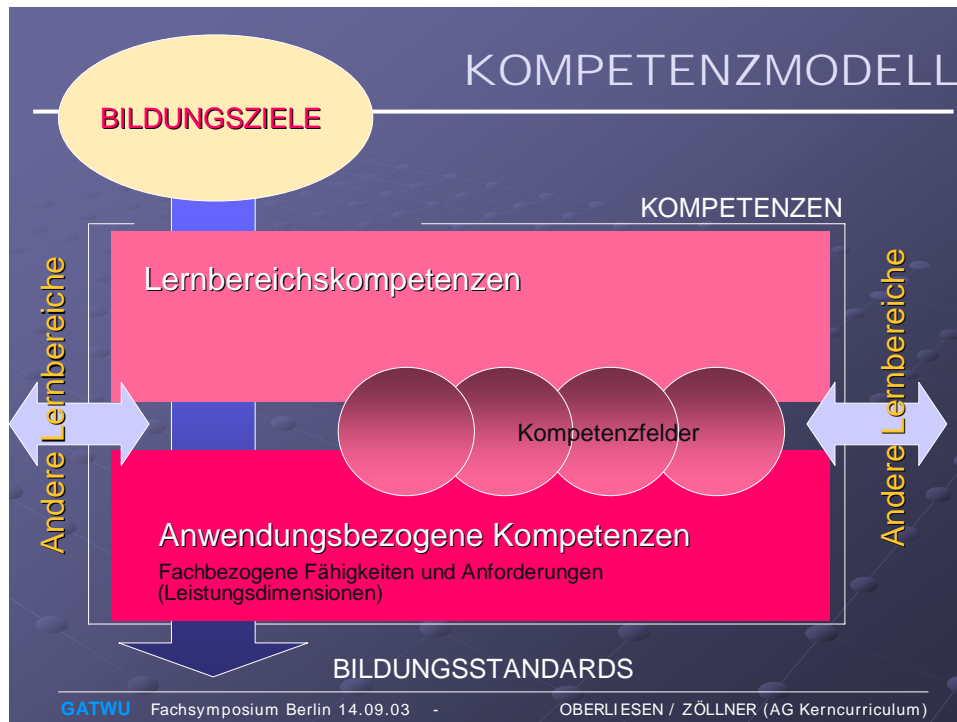 KOMPETENZMODELL
BILDUNGSZIELE
KOMPETENZEN
Lernbereichskompetenzen
Andere Lernbereiche
Andere Lernbereiche
Kompetenzfelder
Anwendungsbezogene Kompetenzen
Fachbezogene Fähigkeiten und Anforderungen
(Leistungsdimensionen)
BILDUNGSSTANDARDS
GATWU Fachsymposium Berlin 14.09.03 - OBERLIESEN / ZÖLLNER (AG Kerncurriculum)